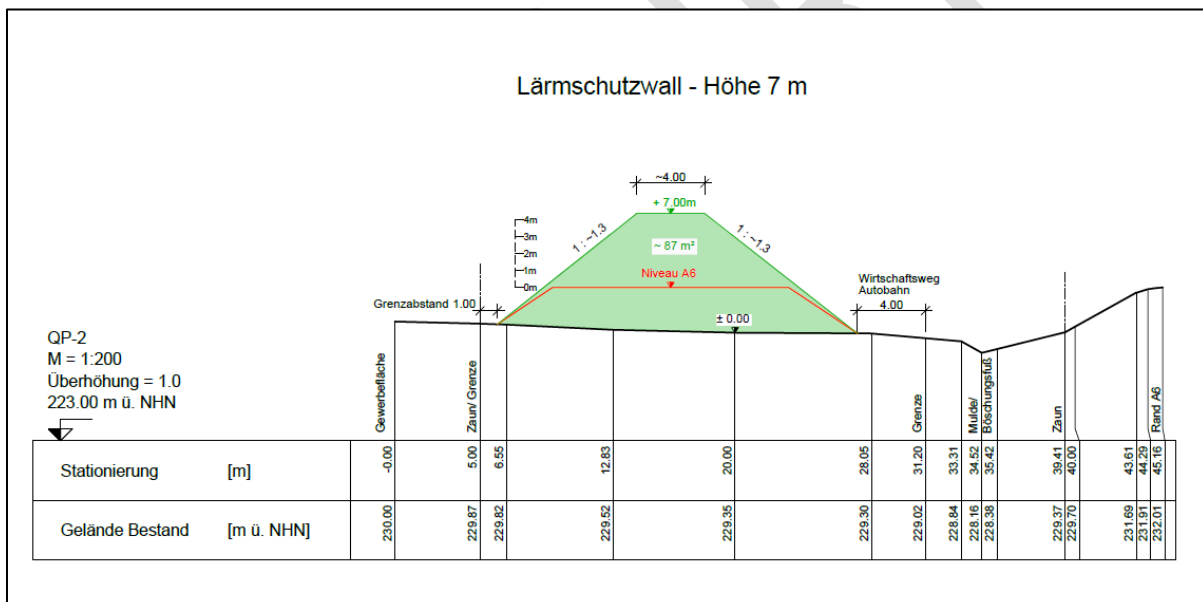 Lärmschutzwall - Höhe 7 m
~4.00
+ 7.00m
4m
3m
2m
1m
0m
1 : ~1.3
1 : ~1.3
~ 87 m²
Niveau A6
Grenzabstand 1.00
Wirtschaftsweg
Autobahn
4.00
± 0.00
QP-2
M = 1:200
Überhöhung = 1.0
223.00 m ü. NHN
Gewerbefläche
Zaun/ Grenze
Grenze
Mulde/
Böschungsfuß
Zaun
Rand A6
Stationierung [m] -0.00 5.00 6.55 12.83 20.00 28.05 31.20 33.31 34.52 35.42 39.41 40.00 43.61 44.29 45.16
Gelände Bestand [m ü. NHN] 230.00 229.87 229.82 229.52 229.35 229.30 229.02 228.84 228.16 228.38 229.37 229.70 231.69 231.91 232.01